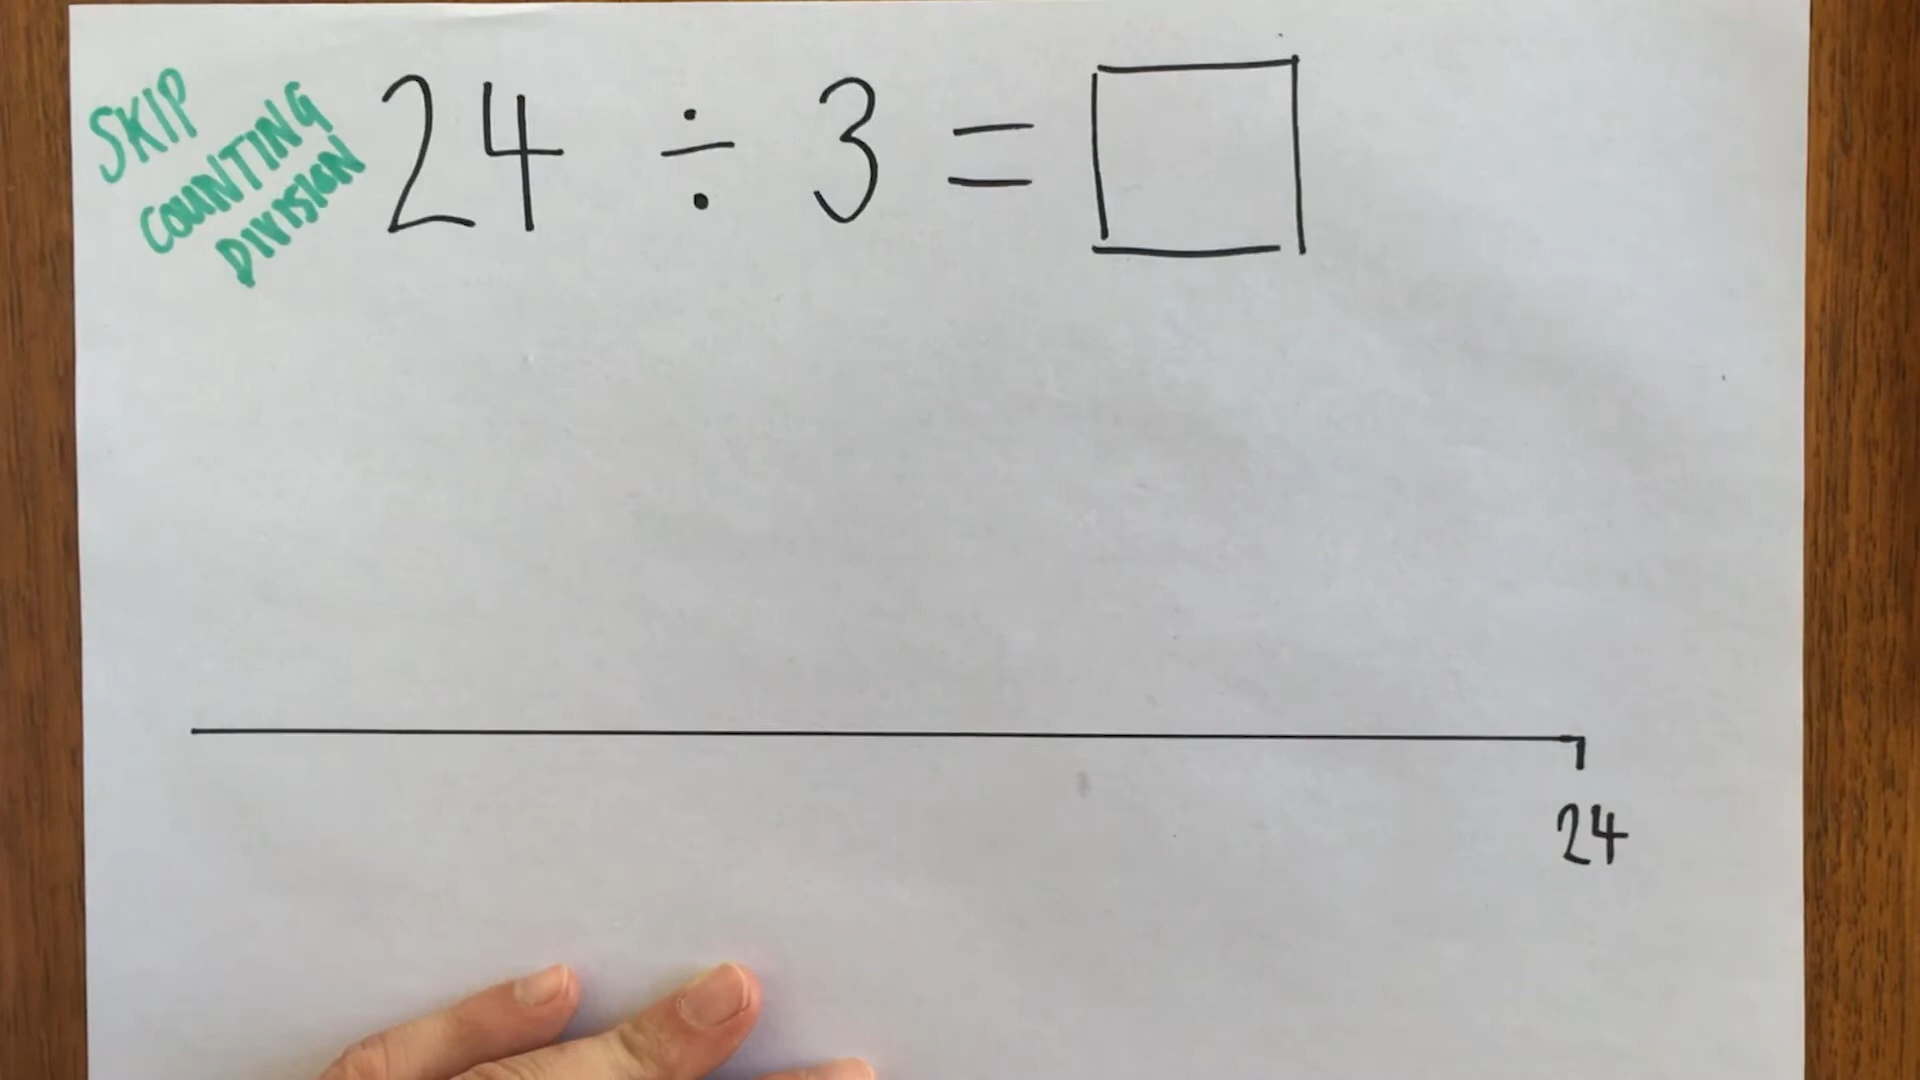 SKIP
COUNTING
DIVISION
24 ÷ 3 =
24